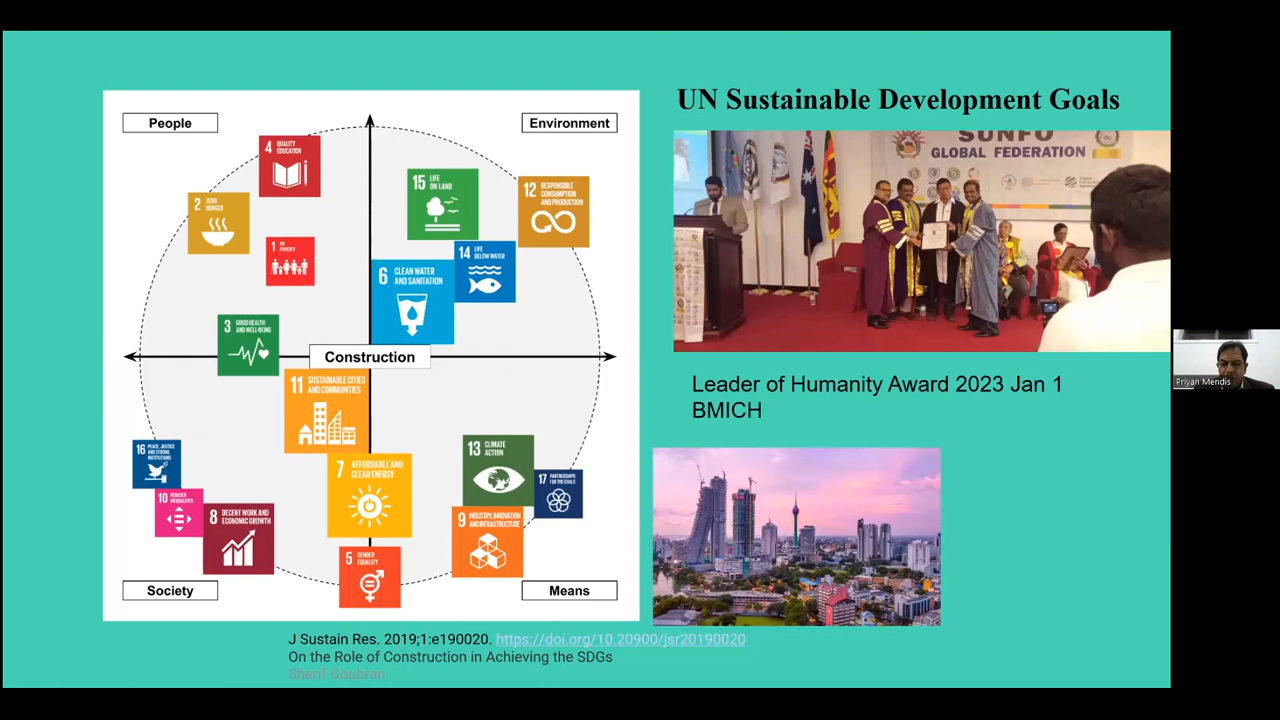 UN Sustainable Development Goals
People
Environment
4 QUALITY
EDUCATION
15 LIFE
ON LAND
12 RESPONSIBLE
CONSUMPTION
AND PRODUCTION
2 ZERO
HUNGER
1 NO
POVERTY
14 LIFE
BELOW WATER
6 CLEAN WATER
AND SANITATION
3 GOOD HEALTH
AND WELL-BEING
Construction
11 SUSTAINABLE CITIES
AND COMMUNITIES
16 PEACE, JUSTICE
AND STRONG
INSTITUTIONS
7 AFFORDABLE AND
CLEAN ENERGY
13 CLIMATE
ACTION
17 PARTNERSHIPS
FOR THE GOALS
10 REDUCED
INEQUALITIES
8 DECENT WORK AND
ECONOMIC GROWTH
9 INDUSTRY, INNOVATION
AND INFRASTRUCTURE
5 GENDER
EQUALITY
Society
Means
SUNFO
GLOBAL FEDERATION
Leader of Humanity Award 2023 Jan 1
BMICH
J Sustain Res. 2019;1:e190020. https://doi.org/10.20900/jsr20190020
On the Role of Construction in Achieving the SDGs
Sherif Goubran
Priyan Mendis